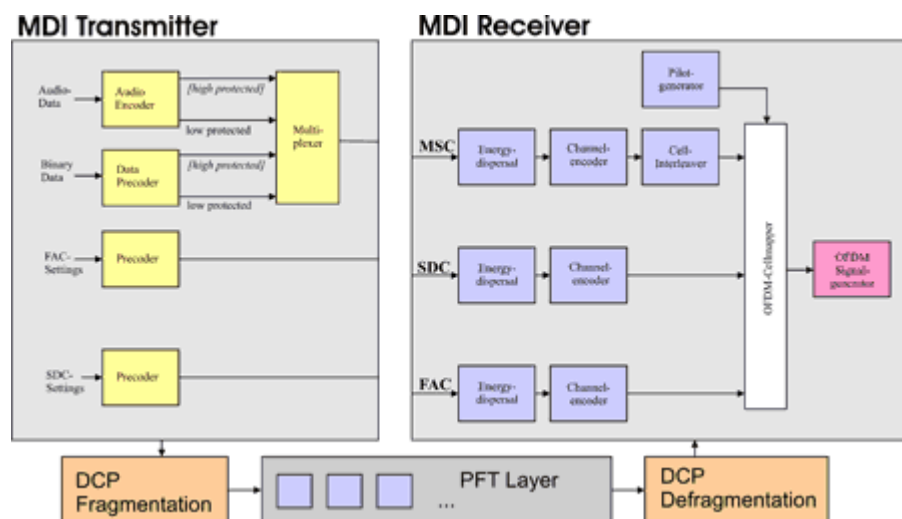 MDI Transmitter
MDI Receiver
Audio-
Data
Audio
Encoder
[high protected]
low protected
Binary
Data
Data
Precoder
[high protected]
low protected
Multi-
plexer
FAC-
Settings
Precoder
SDC-
Settings
Precoder
Pilot-
generator
MSC
Energy-
dispersal
Channel-
encoder
Cell-
Interleaver
SDC
Energy-
dispersal
Channel-
encoder
FAC
Energy-
dispersal
Channel-
encoder
OFDM-Cellmapper
OFDM
Signal-
generator
DCP
Fragmentation
PFT Layer
...
DCP
Defragmentation